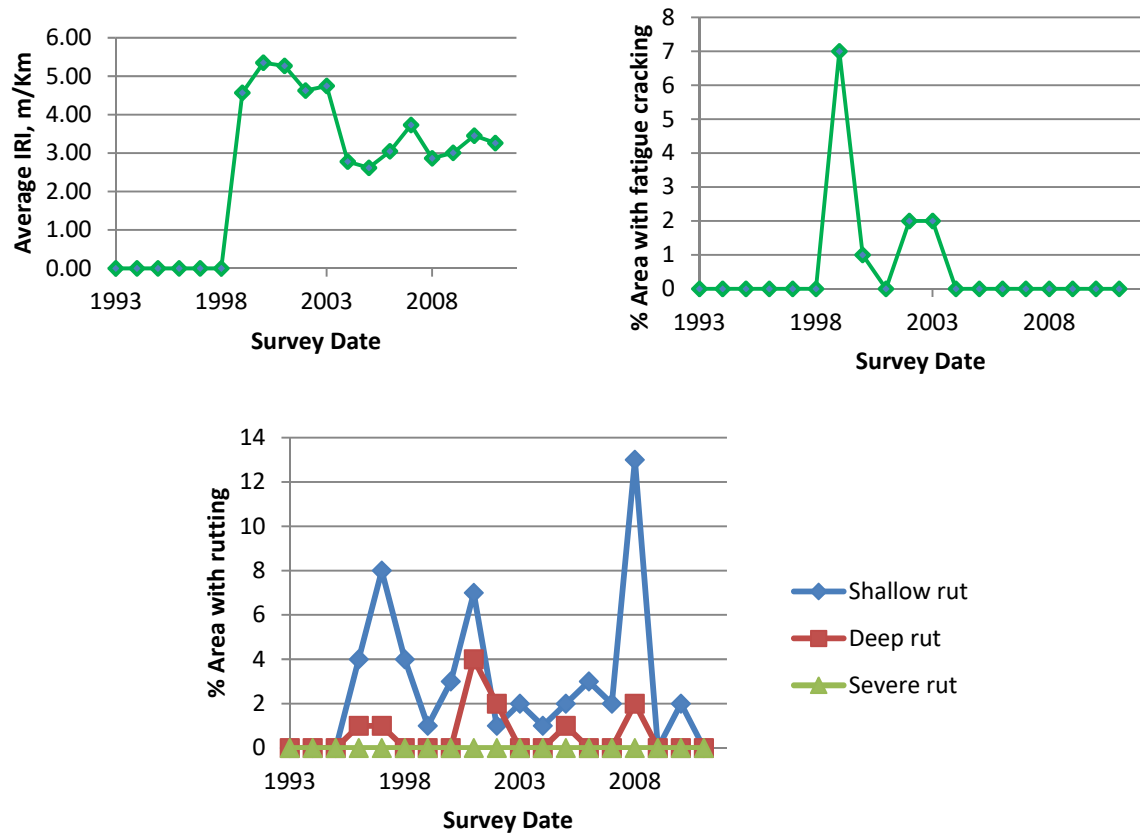 Average IRI, m/Km
6.00
5.00
4.00
3.00
2.00
1.00
0.00
1993 1998 2003 2008
Survey Date
% Area with fatigue cracking
8
7
6
5
4
3
2
1
0
1993 1998 2003 2008
Survey Date
% Area with rutting
14
12
10
8
6
4
2
0
1993 1998 2003 2008
Survey Date
Shallow rut
Deep rut
Severe rut